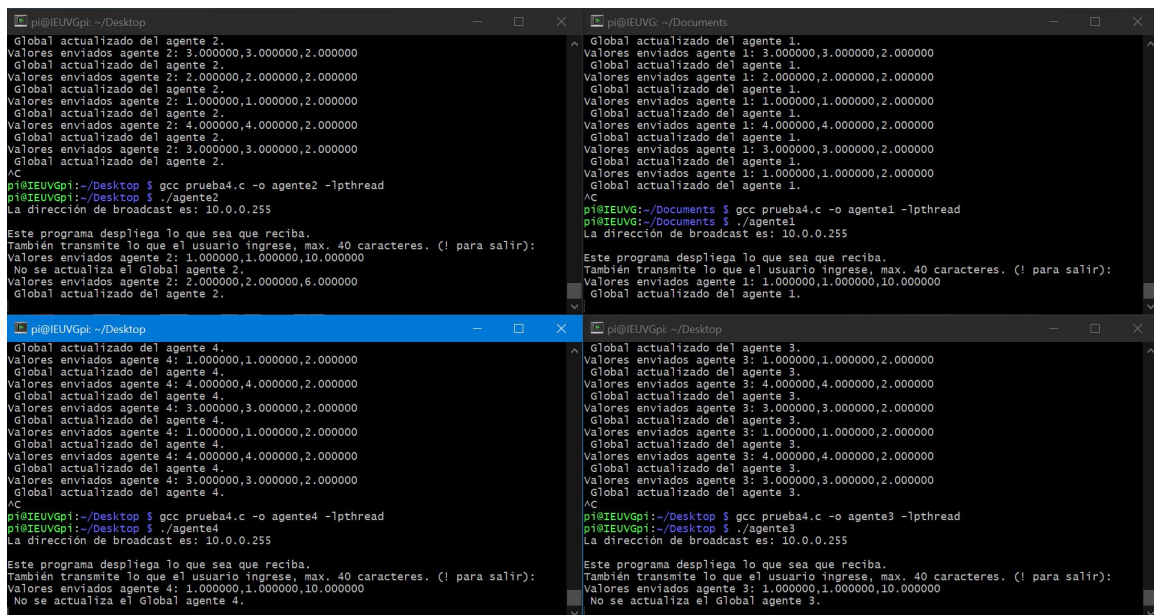 pi@IEUVGpi: ~/Desktop
Global actualizado del agente 2.
Valores enviados agente 2: 3.000000,3.000000,2.000000
Global actualizado del agente 2.
Valores enviados agente 2: 2.000000,2.000000,2.000000
Global actualizado del agente 2.
Valores enviados agente 2: 1.000000,1.000000,2.000000
Global actualizado del agente 2.
Valores enviados agente 2: 4.000000,4.000000,2.000000
Global actualizado del agente 2.
Valores enviados agente 2: 3.000000,3.000000,2.000000
Global actualizado del agente 2.
^C
pi@IEUVGpi:~/Desktop $ gcc prueba4.c -o agente2 -lpthread
pi@IEUVGpi:~/Desktop $ ./agente2
La dirección de broadcast es: 10.0.0.255
Este programa despliega lo que sea que reciba.
También transmite lo que el usuario ingrese, max. 40 caracteres. (! para salir):
Valores enviados agente 2: 1.000000,1.000000,10.000000
No se actualiza el Global agente 2.
Valores enviados agente 2: 2.000000,2.000000,6.000000
Global actualizado del agente 2.
pi@IEUVG: ~/Documents
Global actualizado del agente 1.
Valores enviados agente 1: 3.000000,3.000000,2.000000
Global actualizado del agente 1.
Valores enviados agente 1: 2.000000,2.000000,2.000000
Global actualizado del agente 1.
Valores enviados agente 1: 1.000000,1.000000,2.000000
Global actualizado del agente 1.
Valores enviados agente 1: 4.000000,4.000000,2.000000
Global actualizado del agente 1.
Valores enviados agente 1: 3.000000,3.000000,2.000000
Global actualizado del agente 1.
Valores enviados agente 1: 1.000000,1.000000,2.000000
Global actualizado del agente 1.
^C
pi@IEUVG:~/Documents $ gcc prueba4.c -o agente1 -lpthread
pi@IEUVG:~/Documents $ ./agente1
La dirección de broadcast es: 10.0.0.255
Este programa despliega lo que sea que reciba.
También transmite lo que el usuario ingrese, max. 40 caracteres. (! para salir):
Valores enviados agente 1: 1.000000,1.000000,10.000000
Global actualizado del agente 1.
pi@IEUVGpi: ~/Desktop
Global actualizado del agente 4.
Valores enviados agente 4: 1.000000,1.000000,2.000000
Global actualizado del agente 4.
Valores enviados agente 4: 4.000000,4.000000,2.000000
Global actualizado del agente 4.
Valores enviados agente 4: 3.000000,3.000000,2.000000
Global actualizado del agente 4.
Valores enviados agente 4: 1.000000,1.000000,2.000000
Global actualizado del agente 4.
Valores enviados agente 4: 4.000000,4.000000,2.000000
Global actualizado del agente 4.
Valores enviados agente 4: 3.000000,3.000000,2.000000
Global actualizado del agente 4.
^C
pi@IEUVGpi:~/Desktop $ gcc prueba4.c -o agente4 -lpthread
pi@IEUVGpi:~/Desktop $ ./agente4
La dirección de broadcast es: 10.0.0.255
Este programa despliega lo que sea que reciba.
También transmite lo que el usuario ingrese, max. 40 caracteres. (! para salir):
Valores enviados agente 4: 1.000000,1.000000,10.000000
No se actualiza el Global agente 4.
pi@IEUVGpi: ~/Desktop
Global actualizado del agente 3.
Valores enviados agente 3: 1.000000,1.000000,2.000000
Global actualizado del agente 3.
Valores enviados agente 3: 4.000000,4.000000,2.000000
Global actualizado del agente 3.
Valores enviados agente 3: 3.000000,3.000000,2.000000
Global actualizado del agente 3.
Valores enviados agente 3: 1.000000,1.000000,2.000000
Global actualizado del agente 3.
Valores enviados agente 3: 4.000000,4.000000,2.000000
Global actualizado del agente 3.
Valores enviados agente 3: 3.000000,3.000000,2.000000
Global actualizado del agente 3.
^C
pi@IEUVGpi:~/Desktop $ gcc prueba4.c -o agente3 -lpthread
pi@IEUVGpi:~/Desktop $ ./agente3
La dirección de broadcast es: 10.0.0.255
Este programa despliega lo que sea que reciba.
También transmite lo que el usuario ingrese, max. 40 caracteres. (! para salir):
Valores enviados agente 3: 1.000000,1.000000,10.000000
No se actualiza el Global agente 3.